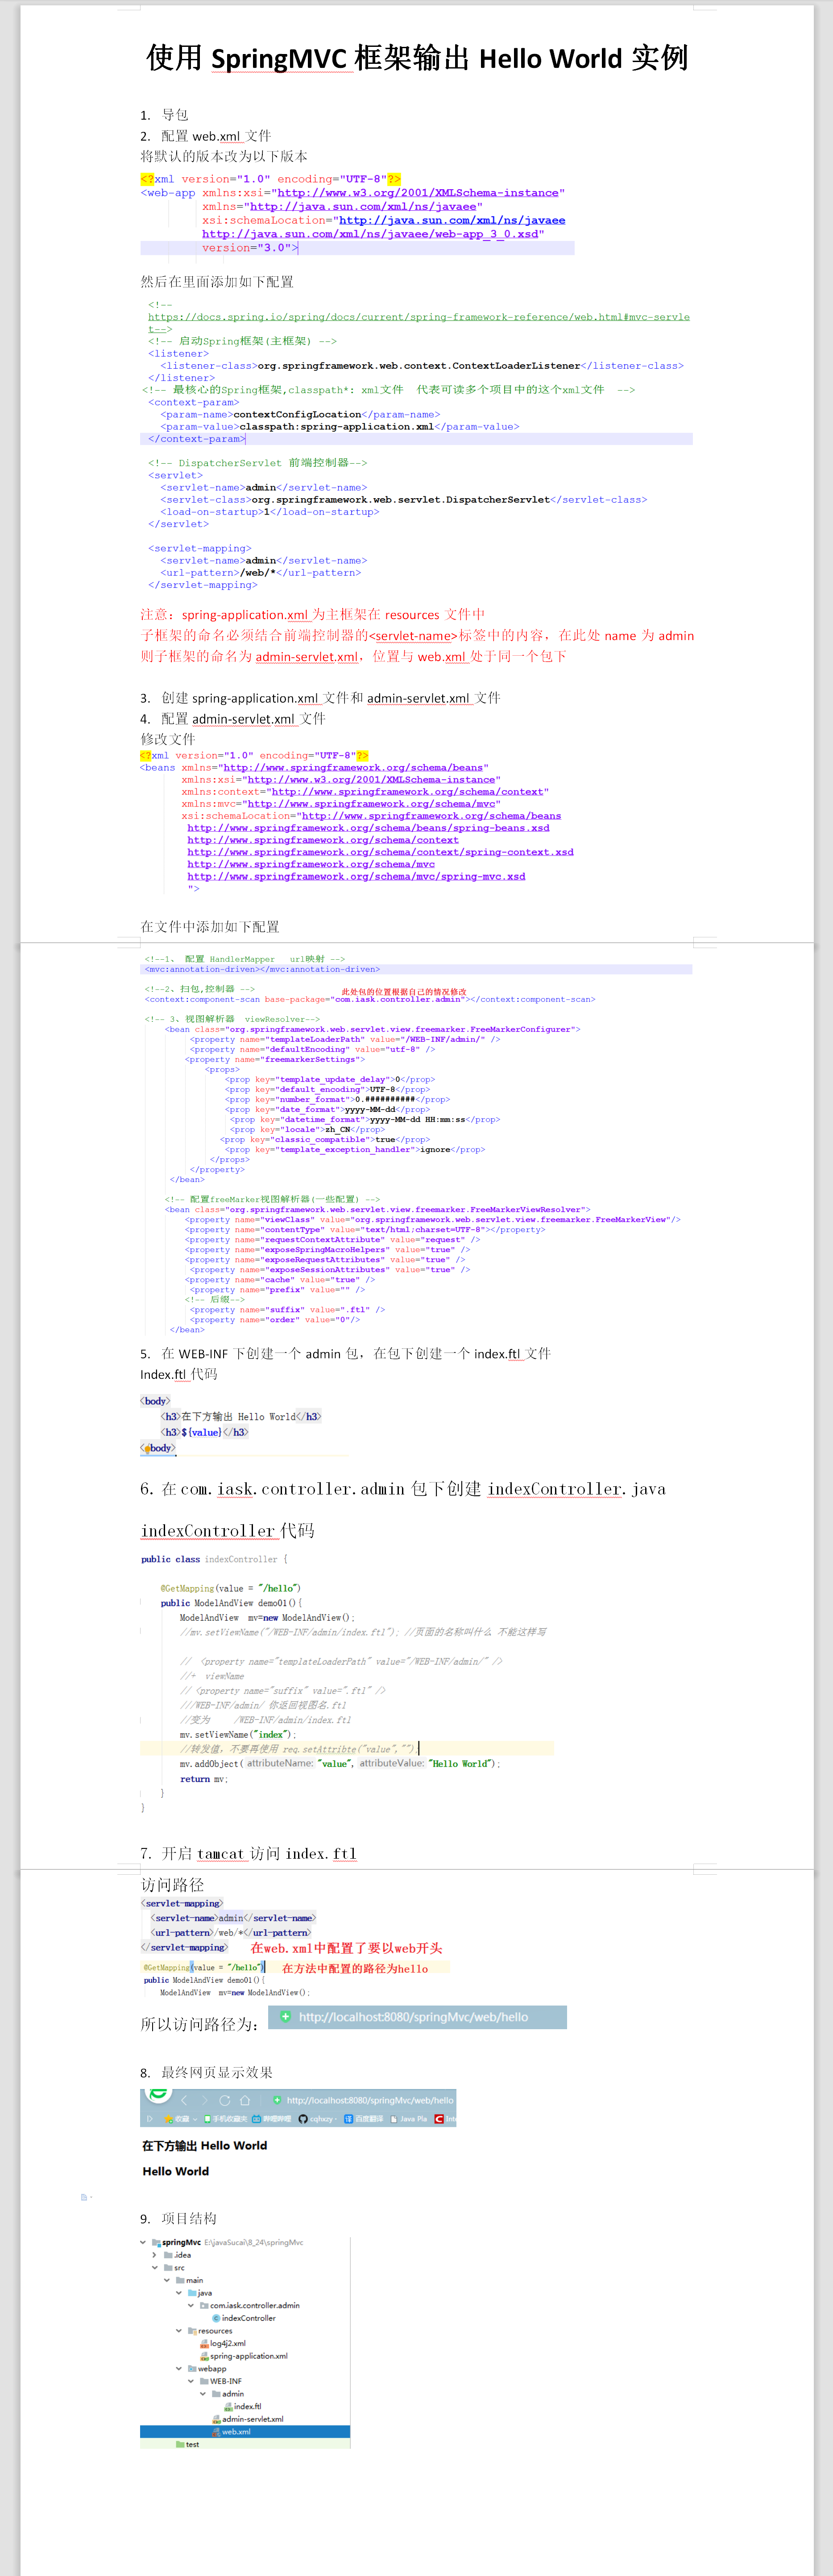 使用 SpringMVC 框架输出 Hello World 实例
1. 导包
2. 配置 web.xml 文件
将默认的版本改为以下版本
<?xml version="1.0" encoding="UTF-8"?>
<web-app xmlns:xsi="http://www.w3.org/2001/XMLSchema-instance"
xmlns="http://java.sun.com/xml/ns/javaee"
xsi:schemaLocation="http://java.sun.com/xml/ns/javaee
http://java.sun.com/xml/ns/javaee/web-app_3_0.xsd"
version="3.0">
然后在里面添加如下配置
<!--
https://docs.spring.io/spring/docs/current/spring-framework-reference/web.html#mvc-servle
t-->
<!-- 启动Spring框架(主框架) -->
<listener>
<listener-class>org.springframework.web.context.ContextLoaderListener</listener-class>
</listener>
<!-- 最核心的Spring框架,classpath*: xml文件 代表可读多个项目中的这个xml文件 -->
<context-param>
<param-name>contextConfigLocation</param-name>
<param-value>classpath:spring-application.xml</param-value>
</context-param>
<!-- DispatcherServlet 前端控制器-->
<servlet>
<servlet-name>admin</servlet-name>
<servlet-class>org.springframework.web.servlet.DispatcherServlet</servlet-class>
<load-on-startup>1</load-on-startup>
</servlet>
<servlet-mapping>
<servlet-name>admin</servlet-name>
<url-pattern>/web/*</url-pattern>
</servlet-mapping>
注意：spring-application.xml 为主框架在 resources 文件中
子框架的命名必须结合前端控制器的<servlet-name>标签中的内容，在此处 name 为 admin
则子框架的命名为 admin-servlet.xml，位置与 web.xml 处于同一个包下
3. 创建 spring-application.xml 文件和 admin-servlet.xml 文件
4. 配置 admin-servlet.xml 文件
修改文件
<?xml version="1.0" encoding="UTF-8"?>
<beans xmlns="http://www.springframework.org/schema/beans"
xmlns:xsi="http://www.w3.org/2001/XMLSchema-instance"
xmlns:context="http://www.springframework.org/schema/context"
xmlns:mvc="http://www.springframework.org/schema/mvc"
xsi:schemaLocation="http://www.springframework.org/schema/beans
http://www.springframework.org/schema/beans/spring-beans.xsd
http://www.springframework.org/schema/context
http://www.springframework.org/schema/context/spring-context.xsd
http://www.springframework.org/schema/mvc
http://www.springframework.org/schema/mvc/spring-mvc.xsd
">
在文件中添加如下配置
<!--1、 配置 HandlerMapper url映射 -->
<mvc:annotation-driven></mvc:annotation-driven>
<!--2、扫包,控制器 -->
此处包的位置根据自己的情况修改
<context:component-scan base-package="com.iask.controller.admin"></context:component-scan>
<!-- 3、视图解析器 viewResolver-->
<bean class="org.springframework.web.servlet.view.freemarker.FreeMarkerConfigurer">
<property name="templateLoaderPath" value="/WEB-INF/admin/" />
<property name="defaultEncoding" value="utf-8" />
<property name="freemarkerSettings">
<props>
<prop key="template_update_delay">0</prop>
<prop key="default_encoding">UTF-8</prop>
<prop key="number_format">0.##########</prop>
<prop key="date_format">yyyy-MM-dd</prop>
<prop key="datetime_format">yyyy-MM-dd HH:mm:ss</prop>
<prop key="locale">zh_CN</prop>
<prop key="classic_compatible">true</prop>
<prop key="template_exception_handler">ignore</prop>
</props>
</property>
</bean>
<!-- 配置freeMarker视图解析器(一些配置) -->
<bean class="org.springframework.web.servlet.view.freemarker.FreeMarkerViewResolver">
<property name="viewClass" value="org.springframework.web.servlet.view.freemarker.FreeMarkerView"/>
<property name="contentType" value="text/html;charset=UTF-8"></property>
<property name="requestContextAttribute" value="request" />
<property name="exposeSpringMacroHelpers" value="true" />
<property name="exposeRequestAttributes" value="true" />
<property name="exposeSessionAttributes" value="true" />
<property name="cache" value="true" />
<property name="prefix" value="" />
<!-- 后缀-->
<property name="suffix" value=".ftl" />
<property name="order" value="0"/>
</bean>
5. 在 WEB-INF 下创建一个 admin 包，在包下创建一个 index.ftl 文件
Index.ftl 代码
<body>
<h3>在下方输出 Hello World</h3>
<h3>${value}</h3>
</body>
6. 在 com.iask.controller.admin 包下创建 indexController.java
indexController 代码
public class indexController {
@GetMapping(value = "/hello")
public ModelAndView demo01(){
ModelAndView mv=new ModelAndView();
//mv.setViewName("/WEB-INF/admin/index.ftl"); //页面的名称叫什么 不能这样写
// <property name="templateLoaderPath" value="/WEB-INF/admin/" />
//+ viewName
// <property name="suffix" value=".ftl" />
///WEB-INF/admin/ 你返回视图名.ftl
//变为 /WEB-INF/admin/index.ftl
mv.setViewName("index");
//转发值，不要再使用 req.setAttribte("value","").
mv.addObject( attributeName: "value", attributeValue: "Hello World");
return mv;
}
}
7. 开启 tamcat 访问 index.ftl
访问路径
<servlet-mapping>
<servlet-name>admin</servlet-name>
<url-pattern>/web/*</url-pattern>
</servlet-mapping> 在web.xml中配置了要以web开头
@GetMapping(value = "/hello") 在方法中配置的路径为hello
public ModelAndView demo01(){
ModelAndView mv=new ModelAndView();
所以访问路径为： http://localhost:8080/springMvc/web/hello
8. 最终网页显示效果
http://localhost:8080/springMvc/web/hello
收藏 手机收藏夹 哔哩哔哩 cqhxzy 百度翻译 Java Pla
在下方输出 Hello World
Hello World
9. 项目结构
springMvc E:\javaSucai\8_24\springMvc
.idea
src
main
java
com.iask.controller.admin
indexController
resources
log4j2.xml
spring-application.xml
webapp
WEB-INF
admin
index.ftl
admin-servlet.xml
web.xml
test